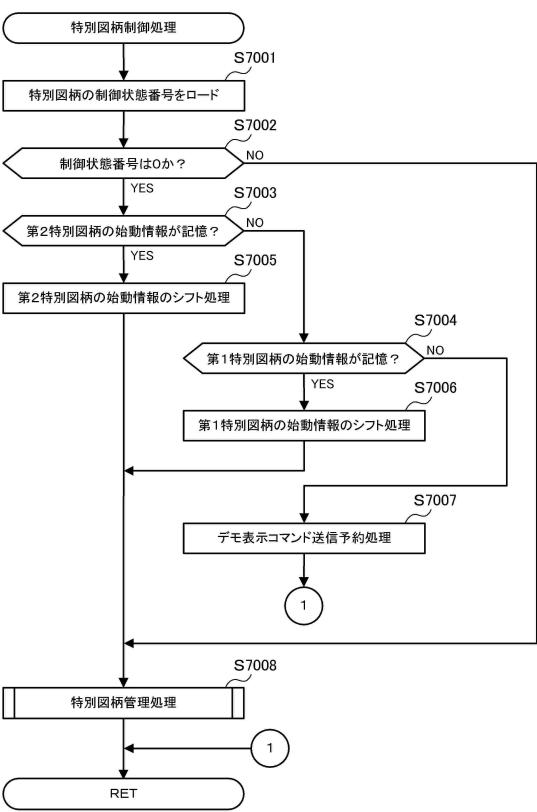 特別図柄制御処理
S7001
特別図柄の制御状態番号をロード
S7002
制御状態番号は0か？
NO
YES
S7003
第2特別図柄の始動情報が記憶？
NO
YES
S7005
第2特別図柄の始動情報のシフト処理
S7004
第1特別図柄の始動情報が記憶？
NO
YES
S7006
第1特別図柄の始動情報のシフト処理
S7007
デモ表示コマンド送信予約処理
1
S7008
特別図柄管理処理
1
RET